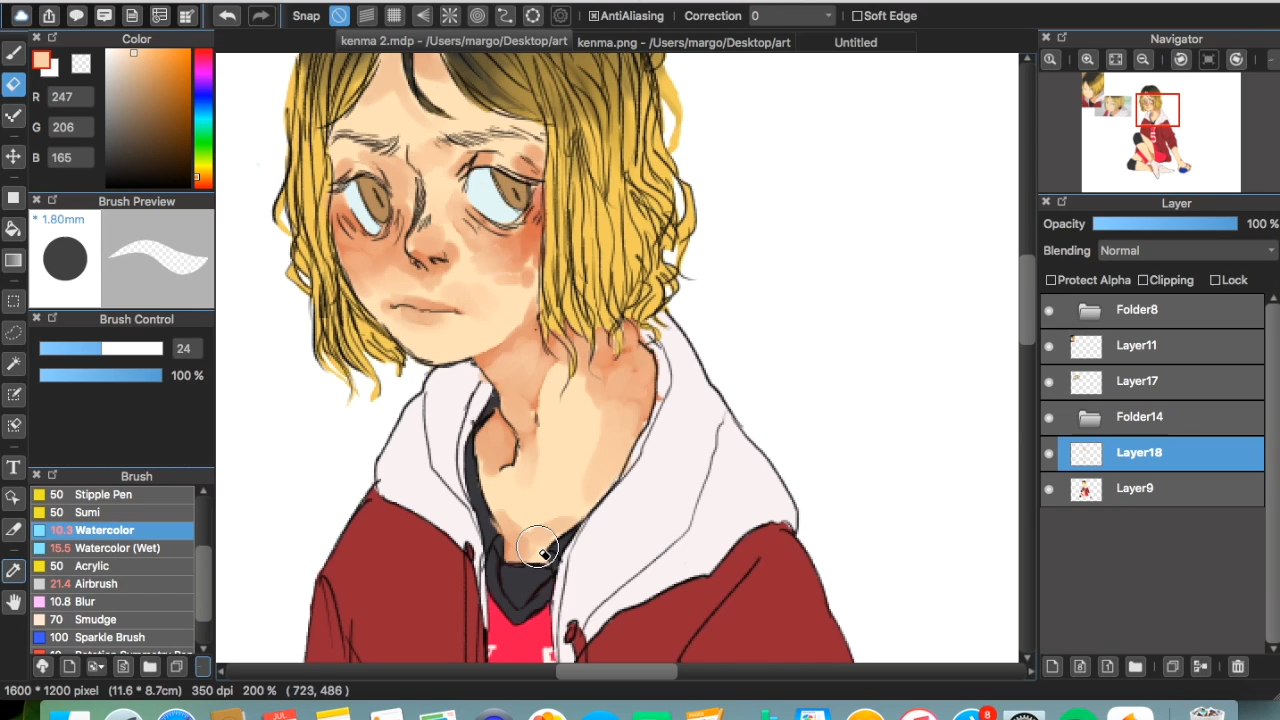 Snap
AntiAliasing
Correction
0
Soft Edge
Color
kenma 2.mdp - /Users/margo/Desktop/art
kenma.png - /Users/margo/Desktop/art
Untitled
Navigator
R 247
G 206
B 165
Brush Preview
* 1.80mm
Layer
Opacity 100 %
Blending Normal
Protect Alpha
Clipping
Lock
Brush Control
24
100 %
Folder8
Layer11
Layer17
Folder14
Layer18
Layer9
Brush
50 Stipple Pen
50 Sumi
10.3 Watercolor
15.5 Watercolor (Wet)
50 Acrylic
21.4 Airbrush
10.8 Blur
70 Smudge
100 Sparkle Brush
1600 * 1200 pixel (11.6 * 8.7cm) 350 dpi 200 % ( 723, 486 )
JUL
8